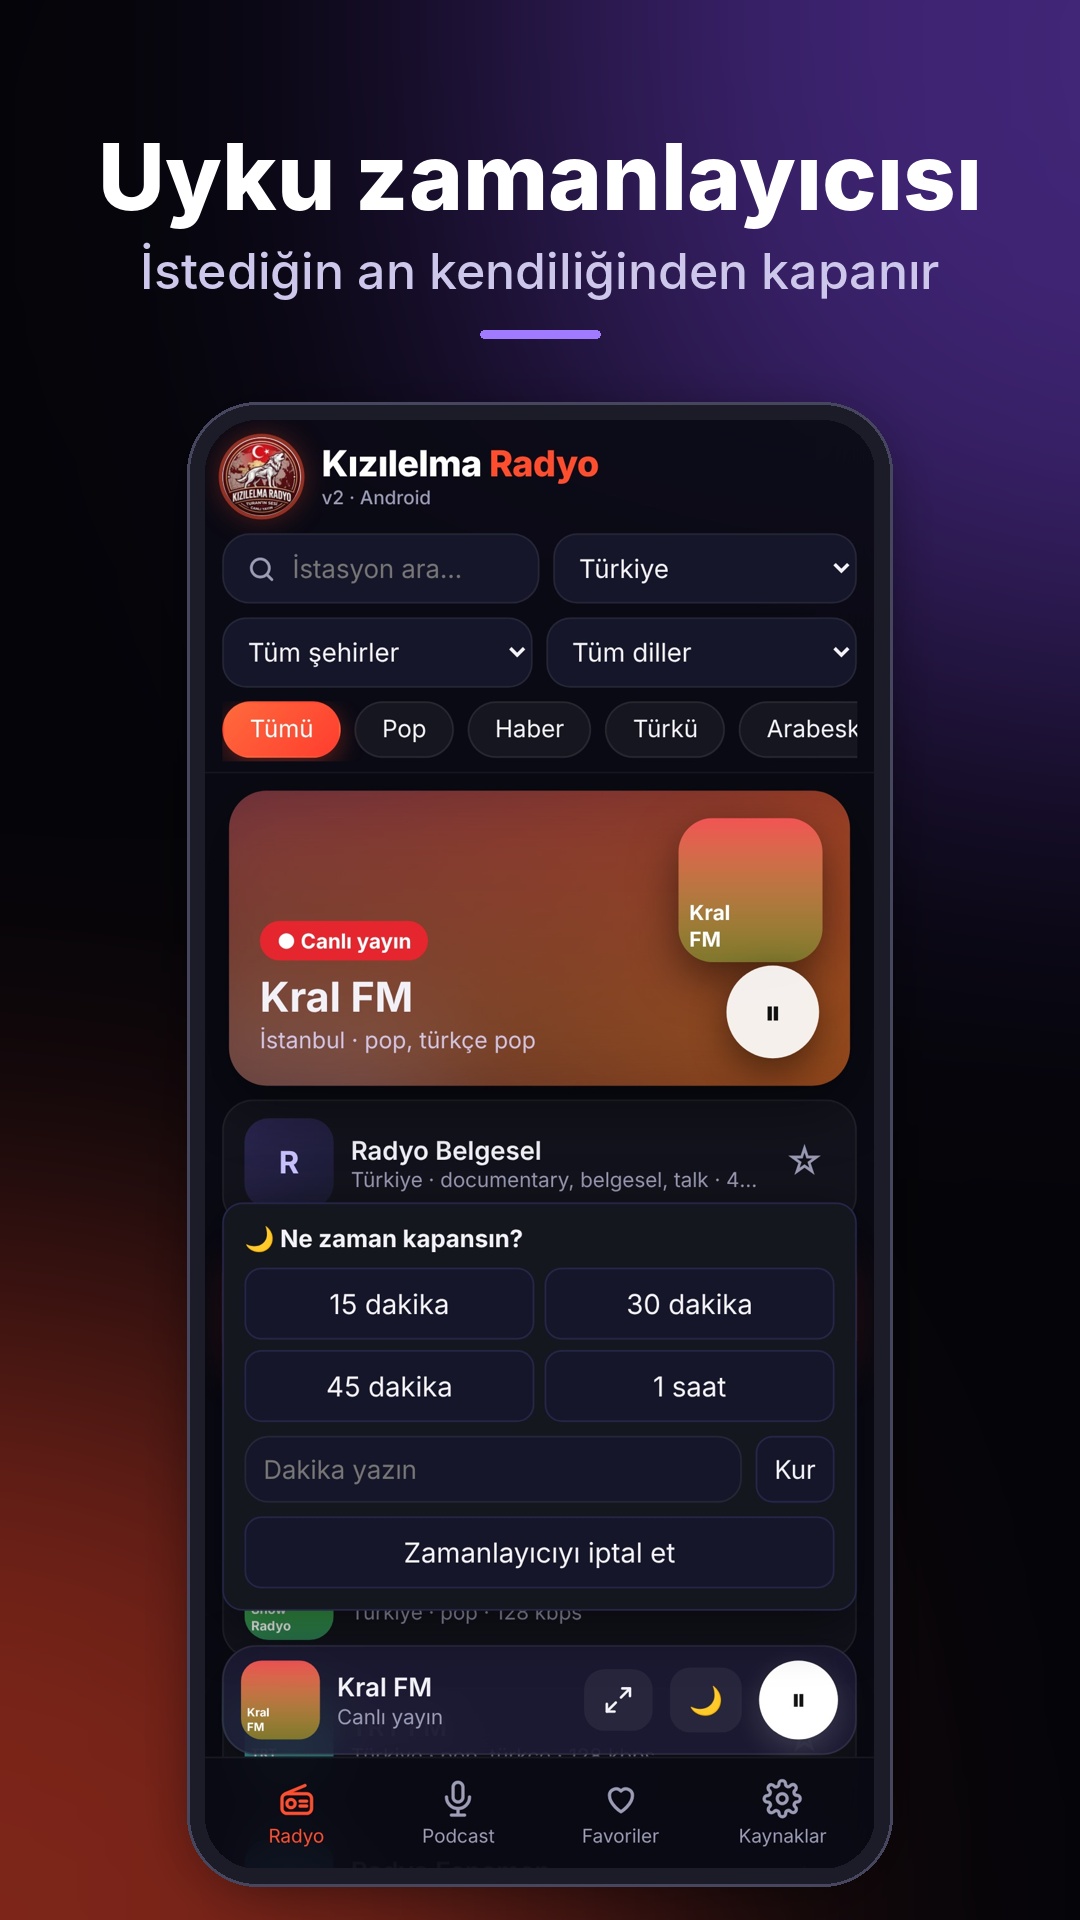 Uyku zamanlayıcısı
İstediğin an kendiliğinden kapanır
KIZILELMA RADYO
Kızılelma Radyo
v2 · Android
İstasyon ara...
Türkiye
Tüm şehirler
Tüm diller
Tümü
Pop
Haber
Türkü
Arabesk
Kral
FM
Canlı yayın
Kral FM
İstanbul · pop, türkçe pop
R
Radyo Belgesel
Türkiye · documentary, belgesel, talk · 4...
🌙 Ne zaman kapansın?
15 dakika
30 dakika
45 dakika
1 saat
Dakika yazın
Kur
Zamanlayıcıyı iptal et
Show
Radyo
Türkiye · pop · 128 kbps
Kral
FM
Kral FM
Canlı yayın
Radyo
Podcast
Favoriler
Kaynaklar